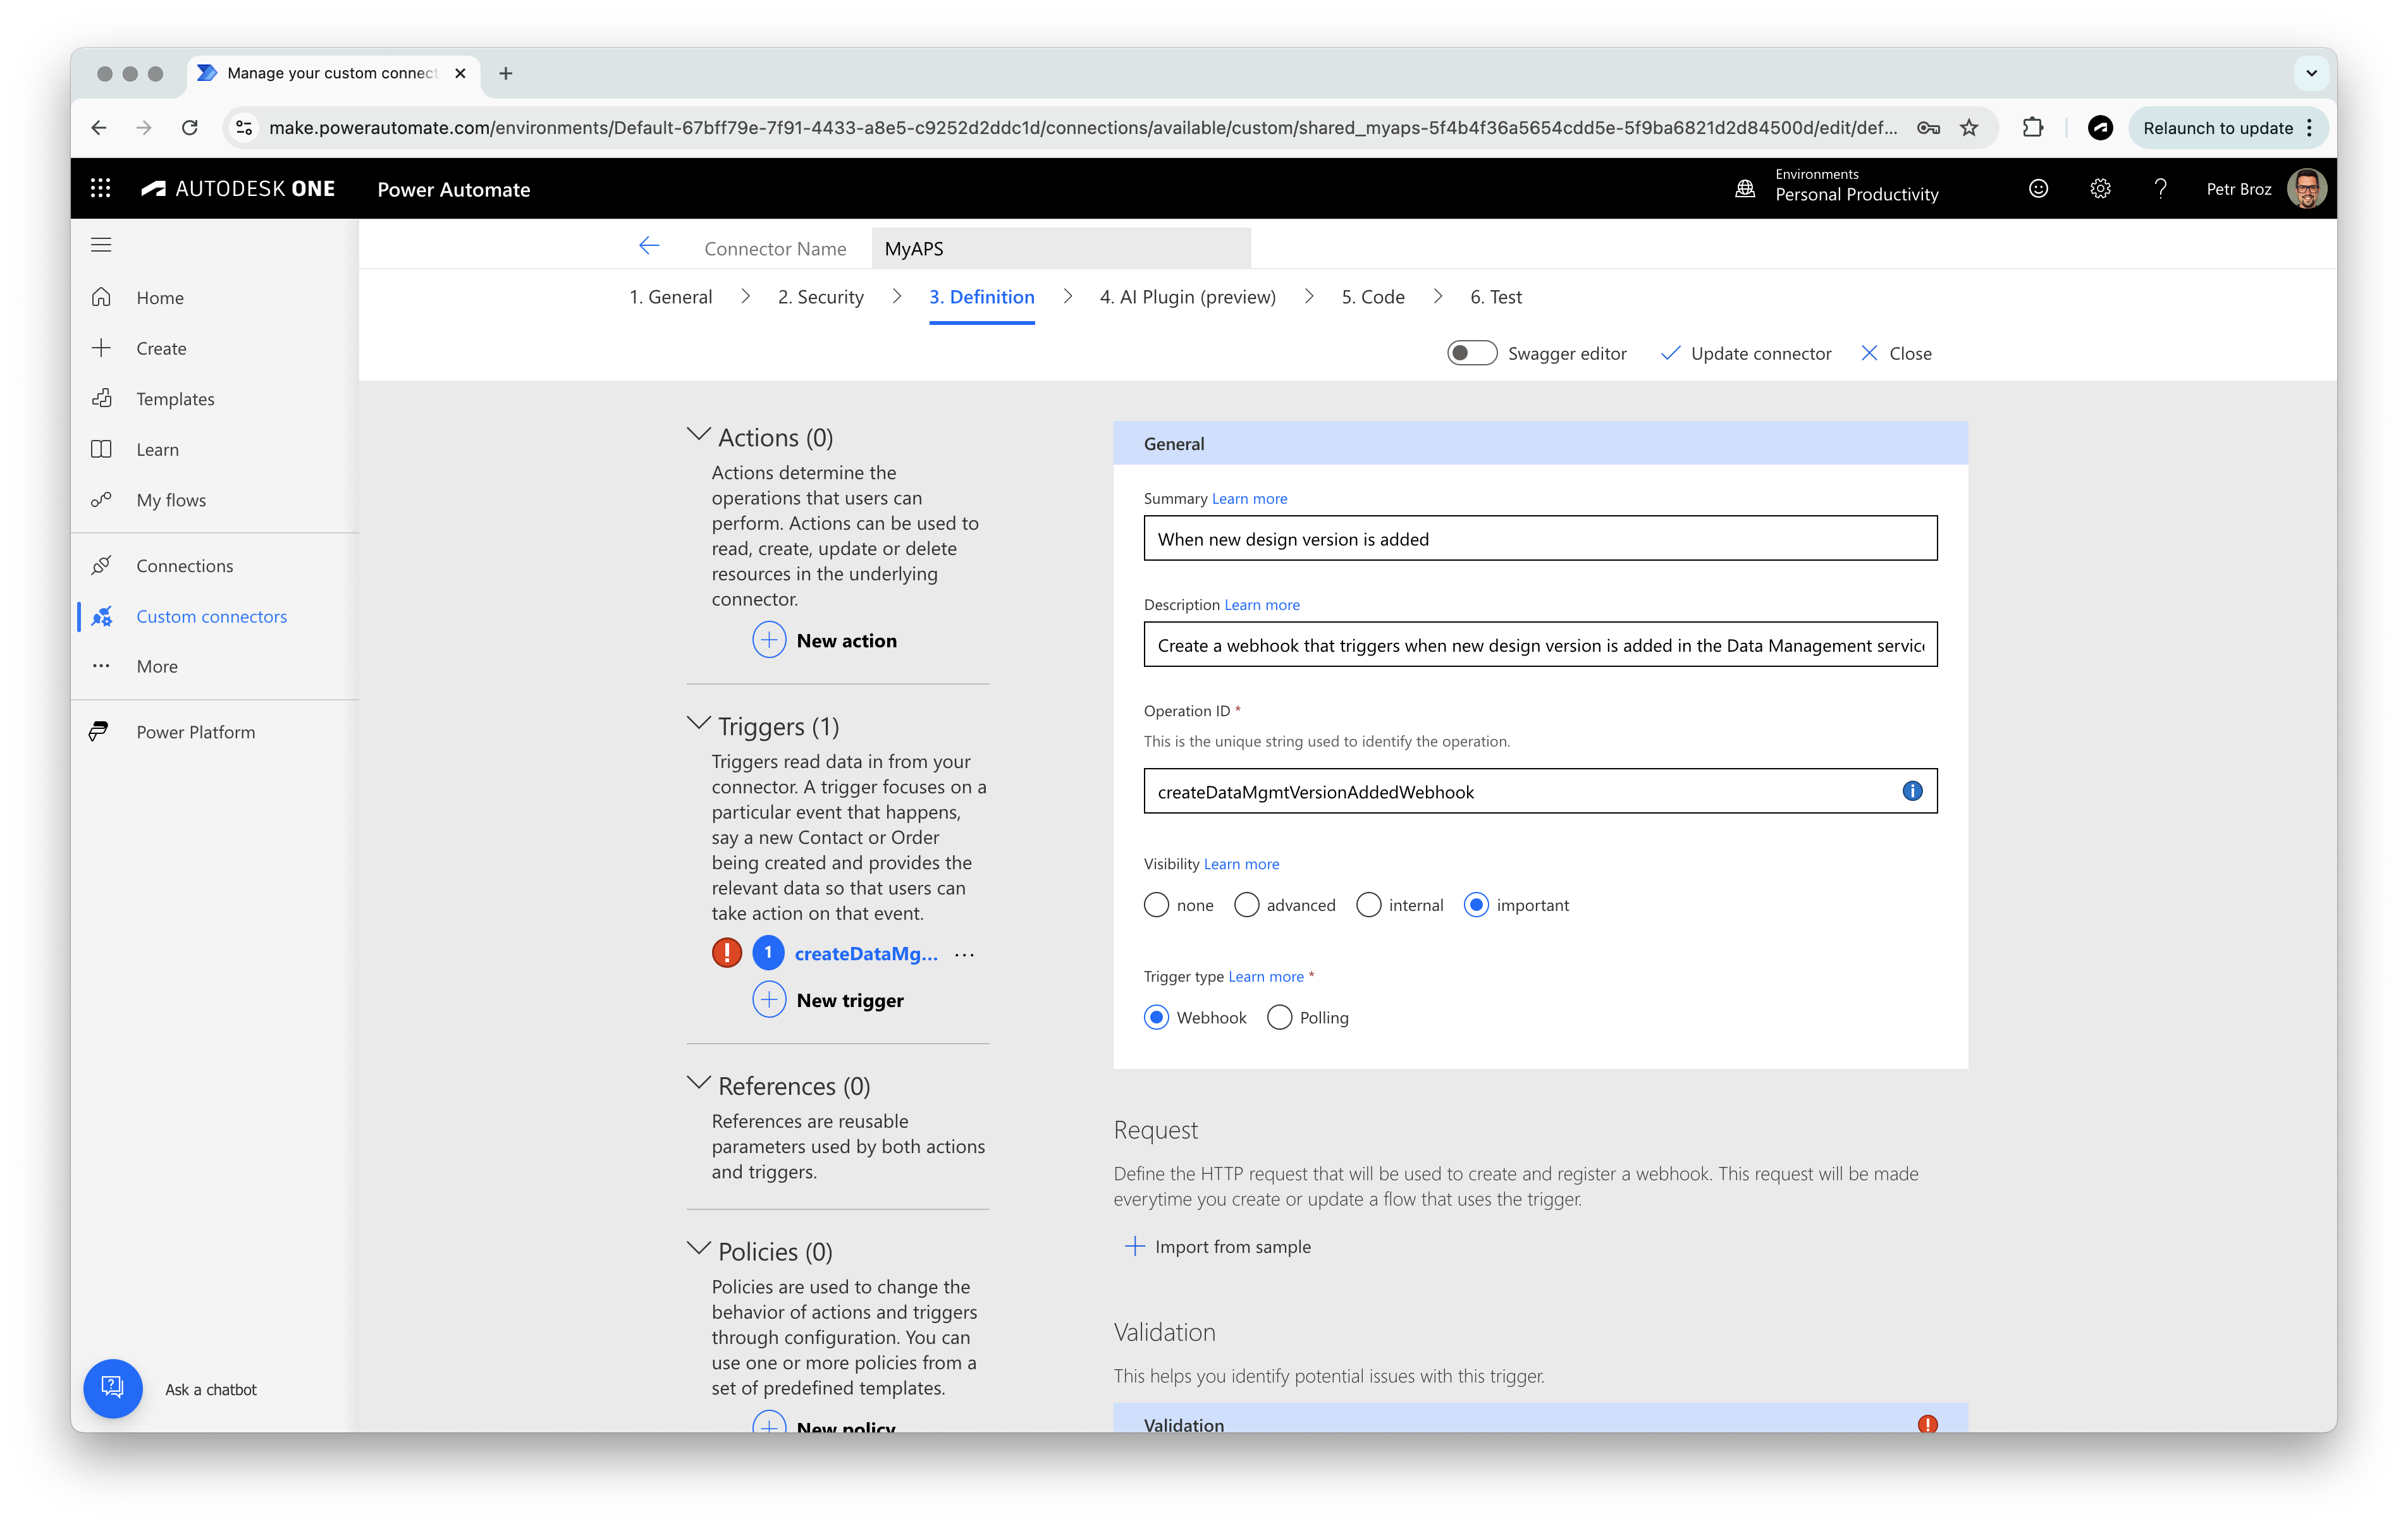 Manage your custom connect
make.powerautomate.com/environments/Default-67bff79e-7f91-4433-a8e5-c9252d2ddc1d/connections/available/custom/shared_myaps-5f4b4f36a5654cdd5e-5f9ba6821d2d84500d/edit/def...
Relaunch to update
AUTODESK ONE
Power Automate
Environments
Personal Productivity
Petr Broz
Home
Create
Templates
Learn
My flows
Connections
Custom connectors
More
Power Platform
Ask a chatbot
Connector Name
MyAPS
1. General
2. Security
3. Definition
4. AI Plugin (preview)
5. Code
6. Test
Swagger editor
Update connector
Close
Actions (0)
Actions determine the
operations that users can
perform. Actions can be used to
read, create, update or delete
resources in the underlying
connector.
New action
Triggers (1)
Triggers read data in from your
connector. A trigger focuses on a
particular event that happens,
say a new Contact or Order
being created and provides the
relevant data so that users can
take action on that event.
1
createDataMg...
New trigger
References (0)
References are reusable
parameters used by both actions
and triggers.
Policies (0)
Policies are used to change the
behavior of actions and triggers
through configuration. You can
use one or more policies from a
set of predefined templates.
New policy
General
Summary Learn more
When new design version is added
Description Learn more
Create a webhook that triggers when new design version is added in the Data Management servic
Operation ID *
This is the unique string used to identify the operation.
createDataMgmtVersionAddedWebhook
Visibility Learn more
none
advanced
internal
important
Trigger type Learn more *
Webhook
Polling
Request
Define the HTTP request that will be used to create and register a webhook. This request will be made
everytime you create or update a flow that uses the trigger.
Import from sample
Validation
This helps you identify potential issues with this trigger.
Validation